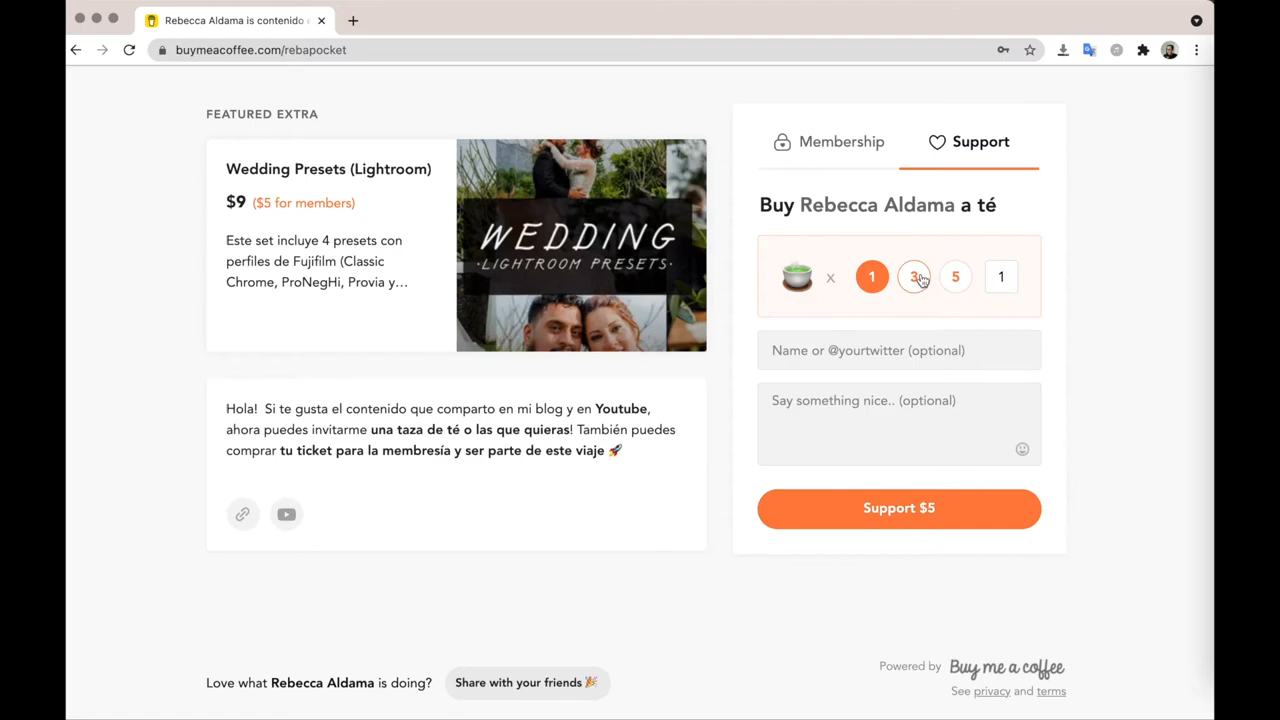 Rebecca Aldama is contenido
buymeacoffee.com/rebapocket
FEATURED EXTRA
Wedding Presets (Lightroom)
$9 ($5 for members)
Este set incluye 4 presets con
perfiles de Fujifilm (Classic
Chrome, ProNegHi, Provia y…
WEDDING
·LIGHTROOM PRESETS·
Hola! Si te gusta el contenido que comparto en mi blog y en Youtube,
ahora puedes invitarme una taza de té o las que quieras! También puedes
comprar tu ticket para la membresía y ser parte de este viaje 🚀
Membership Support
Buy Rebecca Aldama a té
x 1 3 5 1
Name or @yourtwitter (optional)
Say something nice.. (optional)
Support $5
Love what Rebecca Aldama is doing? Share with your friends 🎉
Powered by Buy me a coffee
See privacy and terms